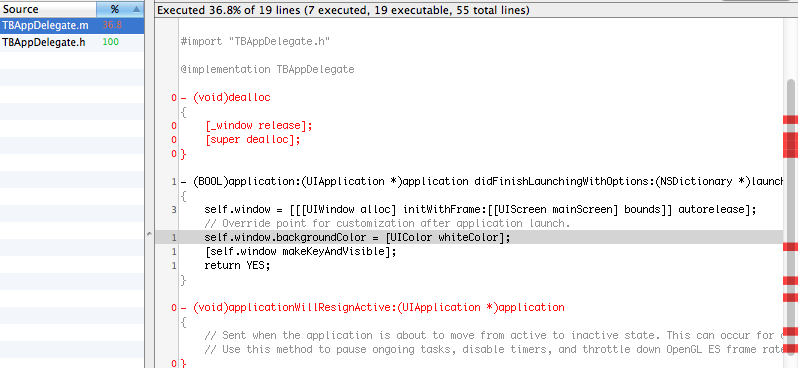 Source % Executed 36.8% of 19 lines (7 executed, 19 executable, 55 total lines)
TBAppDelegate.m 36.8
TBAppDelegate.h 100
#import "TBAppDelegate.h"
@implementation TBAppDelegate
0 - (void)dealloc
{
0 [_window release];
0 [super dealloc];
0 }
1 - (BOOL)application:(UIApplication *)application didFinishLaunchingWithOptions:(NSDictionary *)launch
{
3 self.window = [[[UIWindow alloc] initWithFrame:[[UIScreen mainScreen] bounds]] autorelease];
// Override point for customization after application launch.
1 self.window.backgroundColor = [UIColor whiteColor];
1 [self.window makeKeyAndVisible];
1 return YES;
}
0 - (void)applicationWillResignActive:(UIApplication *)application
{
// Sent when the application is about to move from active to inactive state. This can occur for
// Use this method to pause ongoing tasks, disable timers, and throttle down OpenGL ES frame rate
0 }